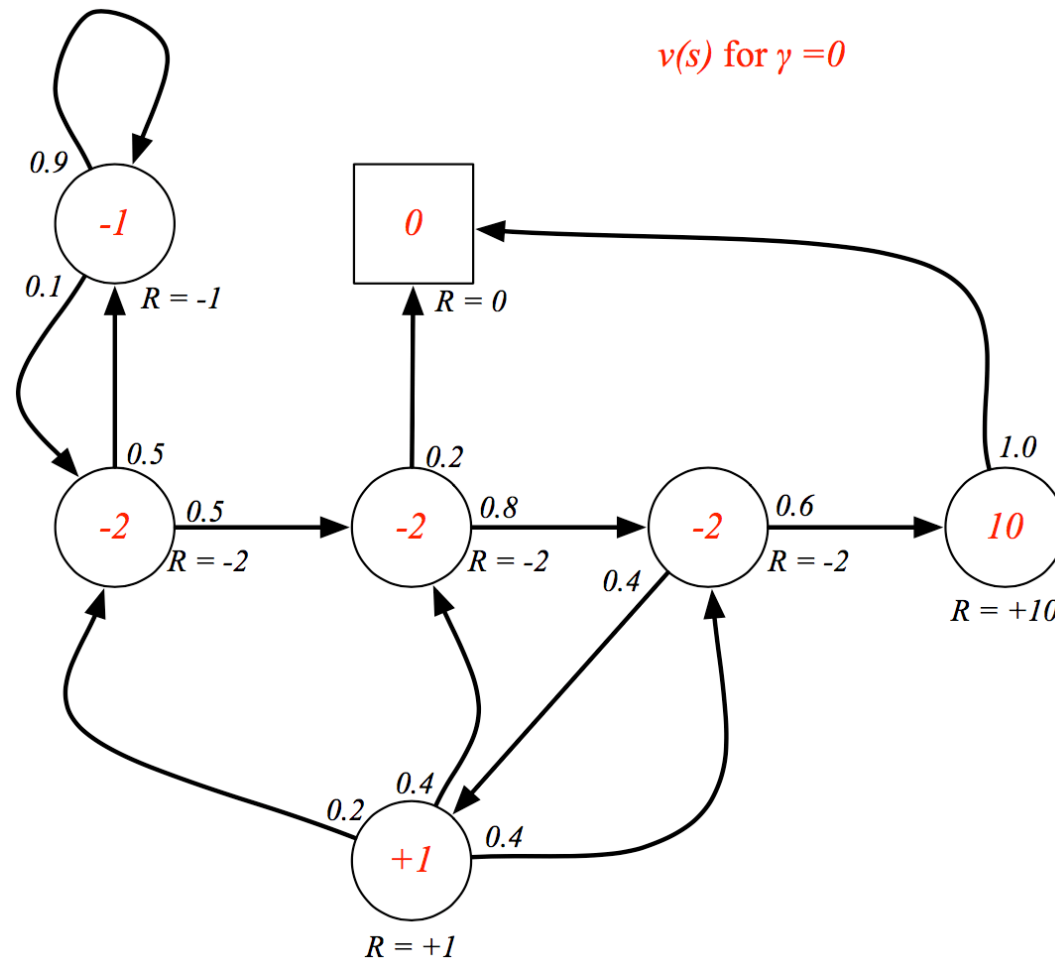 v(s) for γ =0
0.9
-1
0
0.1
R = -1
R = 0
0.5
0.2
1.0
-2
0.5
-2
0.8
-2
0.6
10
R = -2
R = -2
R = -2
0.4
R = +10
0.4
0.2
0.4
+1
R = +1